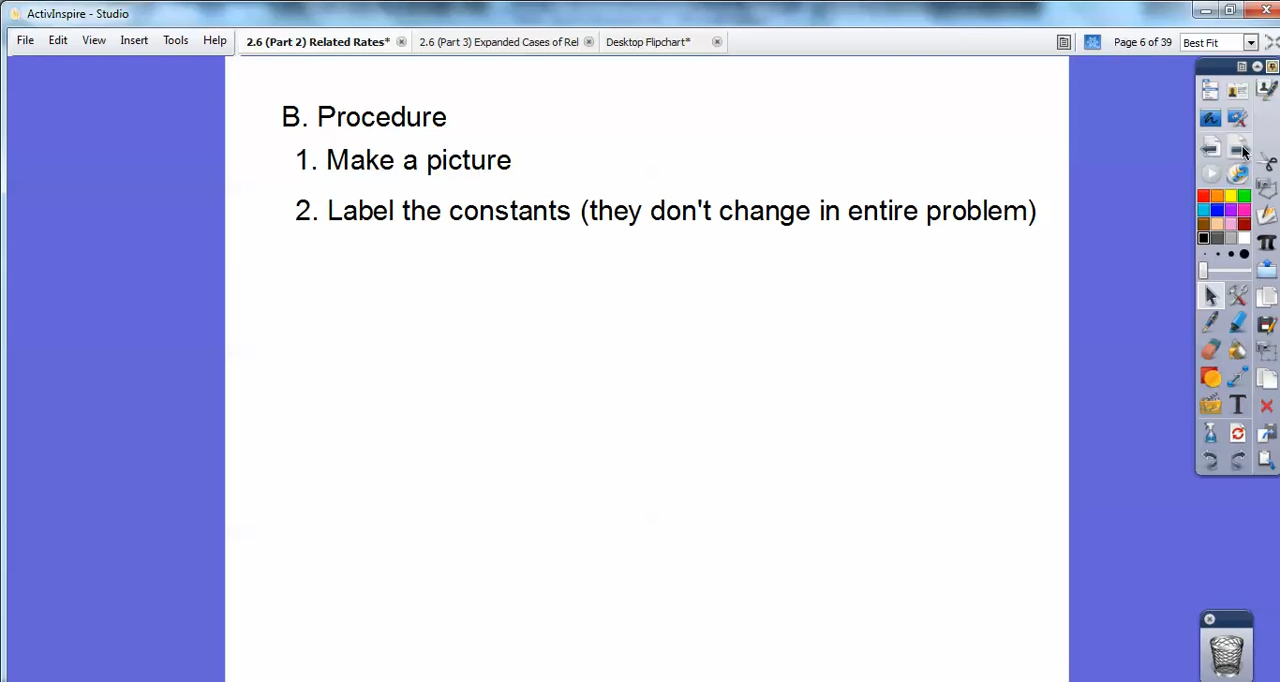 ActivInspire - Studio
File Edit View Insert Tools Help
2.6 (Part 2) Related Rates* 2.6 (Part 3) Expanded Cases of Rel Desktop Flipchart* Page 6 of 39 Best Fit
B. Procedure
1. Make a picture
2. Label the constants (they don't change in entire problem)